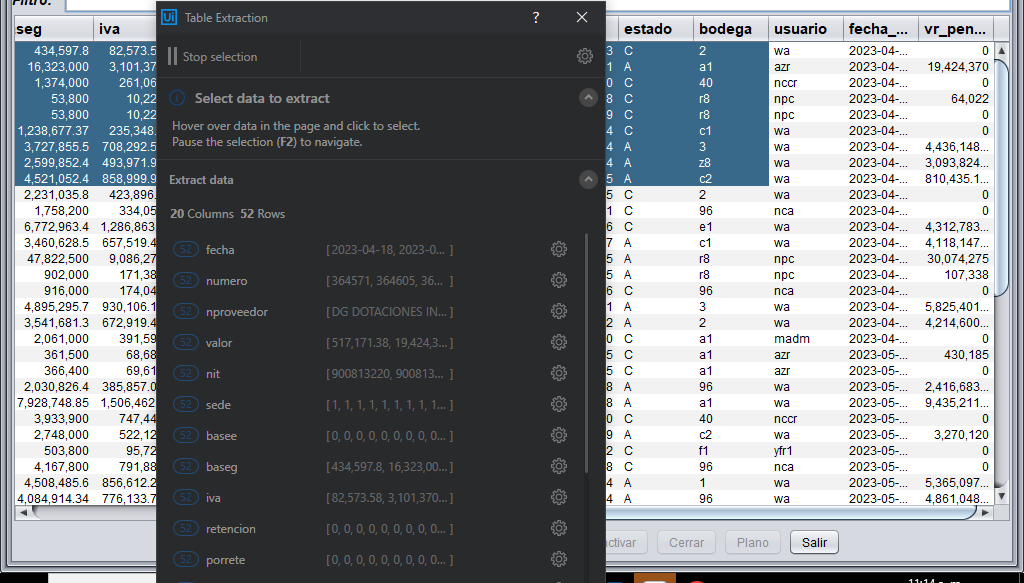 Filtro:
Ui Table Extraction ?
Stop selection
Select data to extract
Hover over data in the page and click to select.
Pause the selection (F2) to navigate.
Extract data
20 Columns 52 Rows
52 fecha [2023-04-18, 2023-0... ]
52 numero [364571, 364605, 36... ]
52 nproveedor [DG DOTACIONES IN... ]
52 valor [517,171.38, 19,424,3... ]
52 nit [900813220, 900813... ]
52 sede [1, 1, 1, 1, 1, 1, 1, 1, 1... ]
52 basee [0, 0, 0, 0, 0, 0, 0, 0... ]
52 baseg [434,597.8, 16,323,00... ]
52 iva [82,573.58, 3,101,370... ]
52 retencion [0, 0, 0, 0, 0, 0, 0, 0... ]
52 porrete [0, 0, 0, 0, 0, 0, 0, 0... ]
seg iva estado bodega usuario fecha_... vr_pen...
434,597.8 82,573.5 3 C 2 wa 2023-04-... 0
16,323,000 3,101,37 1 A a1 azr 2023-04-... 19,424,370
1,374,000 261,06 0 C 40 nccr 2023-04-... 0
53,800 10,22 8 C r8 npc 2023-04-... 64,022
53,800 10,22 9 C r8 npc 2023-04-... 0
1,238,677.37 235,348. 4 C c1 wa 2023-04-... 0
3,727,855.5 708,292.5 4 A 3 wa 2023-04-... 4,436,148...
2,599,852.4 493,971.9 4 A z8 wa 2023-04-... 3,093,824...
4,521,052.4 858,999.9 5 A c2 wa 2023-04-... 810,435.1...
2,231,035.8 423,896. 5 C 2 wa 2023-04-... 0
1,758,200 334,05 1 C 96 nca 2023-04-... 0
6,772,963.4 1,286,863 6 C e1 wa 2023-04-... 4,312,783...
3,460,628.5 657,519.4 7 A c1 wa 2023-04-... 4,118,147...
47,822,500 9,086,27 5 A r8 npc 2023-04-... 30,074,275
902,000 171,38 5 A r8 npc 2023-04-... 107,338
916,000 174,04 6 C 96 nca 2023-04-... 0
4,895,295.7 930,106.1 1 A 3 wa 2023-04-... 5,825,401...
3,541,681.3 672,919.4 2 A 2 wa 2023-04-... 4,214,600...
2,061,000 391,59 0 C a1 madm 2023-04-... 0
361,500 68,68 5 C a1 azr 2023-05-... 430,185
366,400 69,61 5 C a1 azr 2023-05-... 0
2,030,826.4 385,857.0 8 A 96 wa 2023-05-... 2,416,683...
7,928,748.85 1,506,462 8 A a1 wa 2023-05-... 9,435,211...
3,933,900 747,44 0 C 40 nccr 2023-05-... 0
2,748,000 522,12 9 A c2 wa 2023-05-... 3,270,120
503,800 95,72 2 C f1 yfr1 2023-05-... 0
4,167,800 791,88 8 C 96 nca 2023-05-... 0
4,508,485.6 856,612.2 4 A 1 wa 2023-05-... 5,365,097...
4,084,914.34 776,133.7 4 A 96 wa 2023-05-... 4,861,048...
activar Cerrar Plano Salir